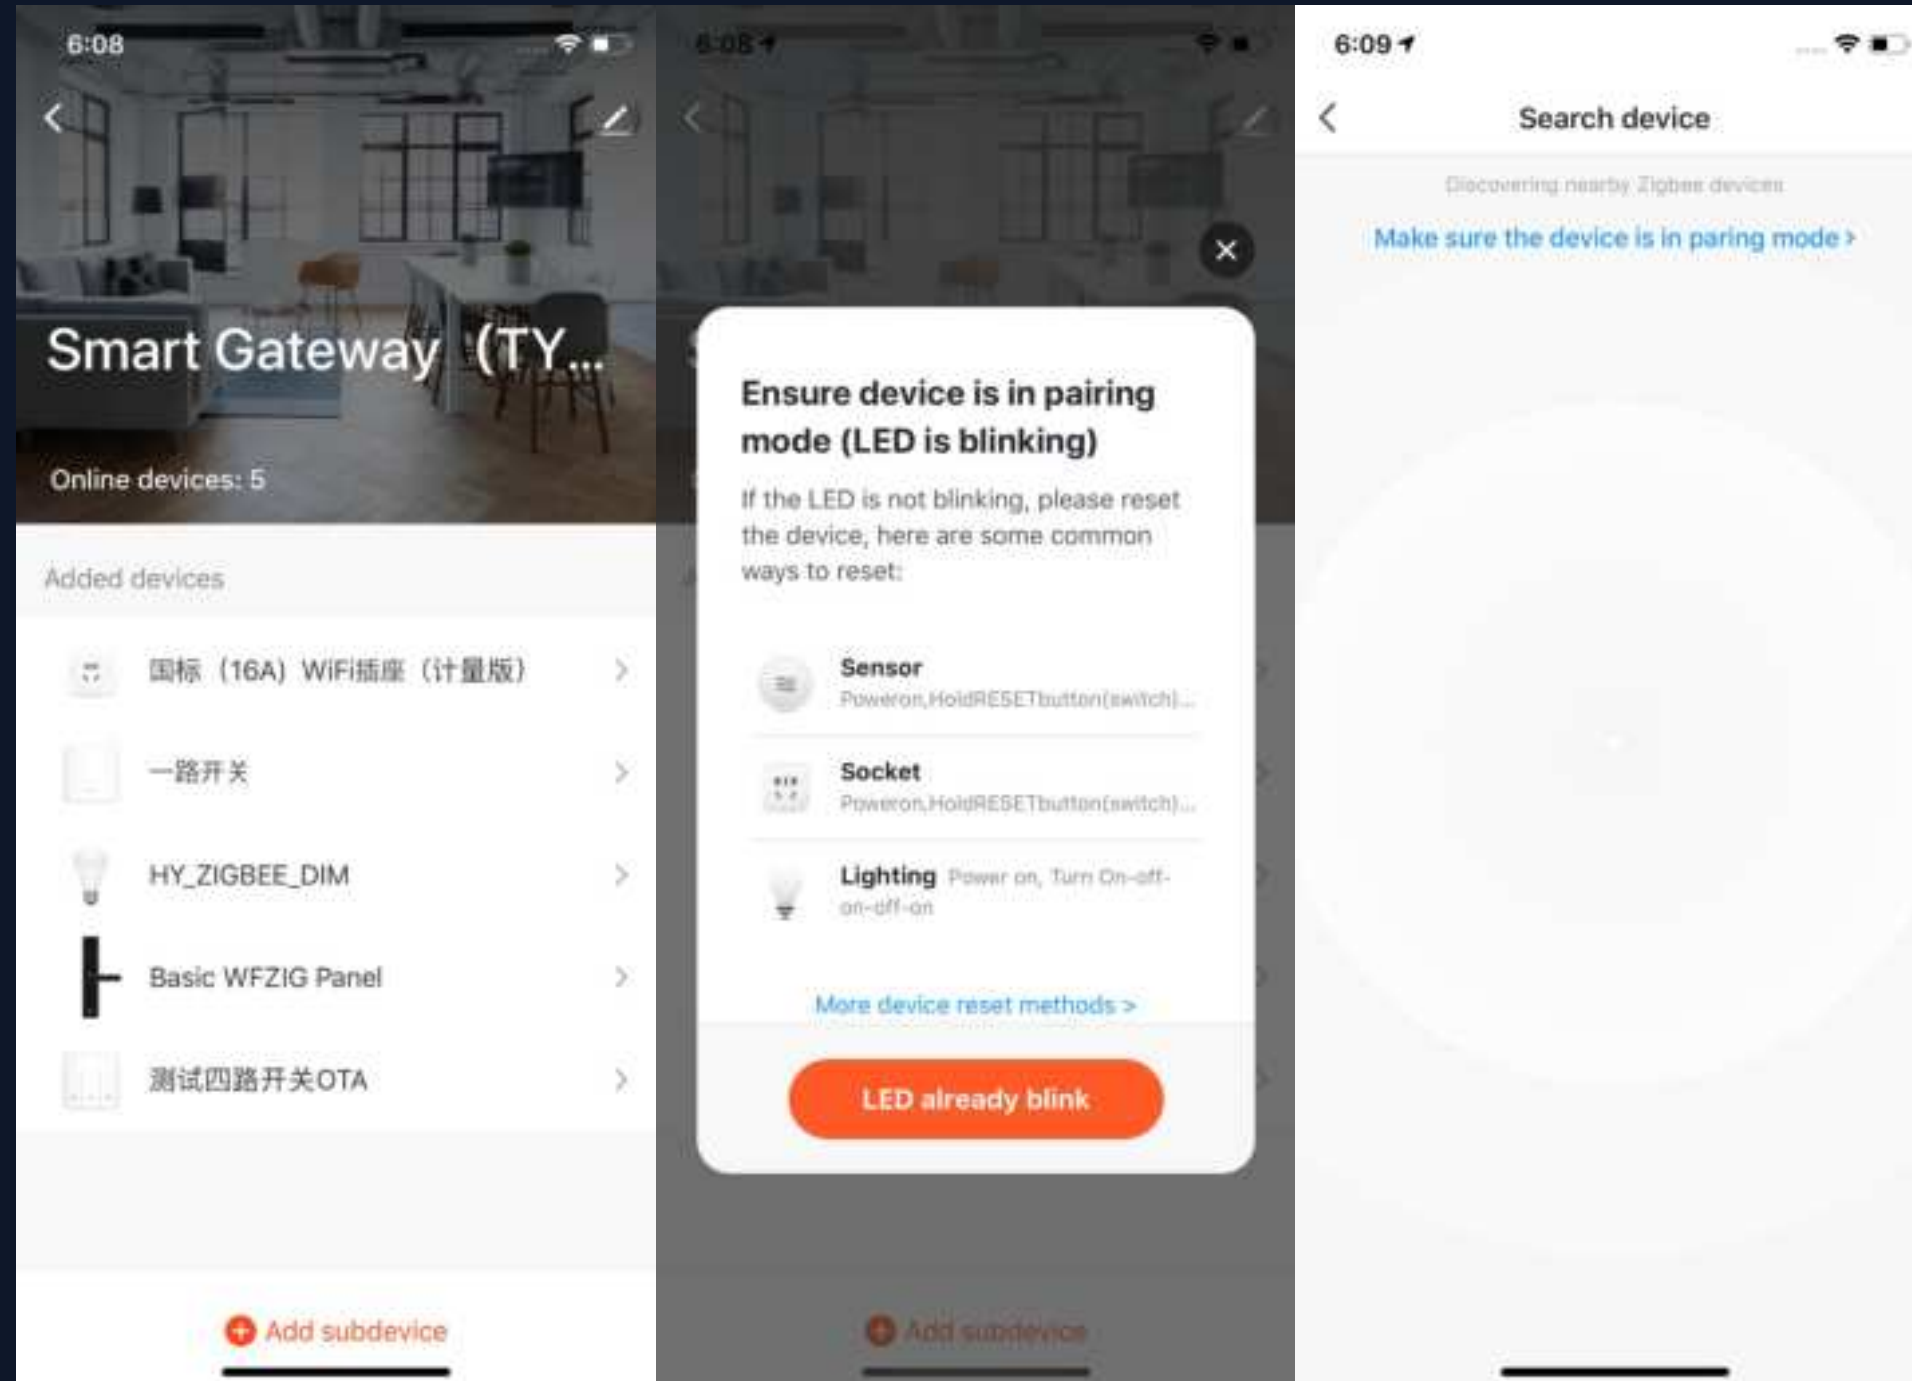 6:08
Smart Gateway（TY...
Online devices: 5
Added devices
国标（16A）WiFi插座（计量版）
一路开关
HY_ZIGBEE_DIM
Basic WFZIG Panel
测试四路开关OTA
Add subdevice
6:08
Ensure device is in pairing
mode (LED is blinking)
If the LED is not blinking, please reset
the device, here are some common
ways to reset:
Sensor
Poweron,HoldRESETbutton(switch)...
Socket
Poweron,HoldRESETbutton(switch)...
Lighting Power on, Turn On-off-
on-off-on
More device reset methods >
LED already blink
Add subdevice
6:09
Search device
Discovering nearby Zigbee devices
Make sure the device is in paring mode >